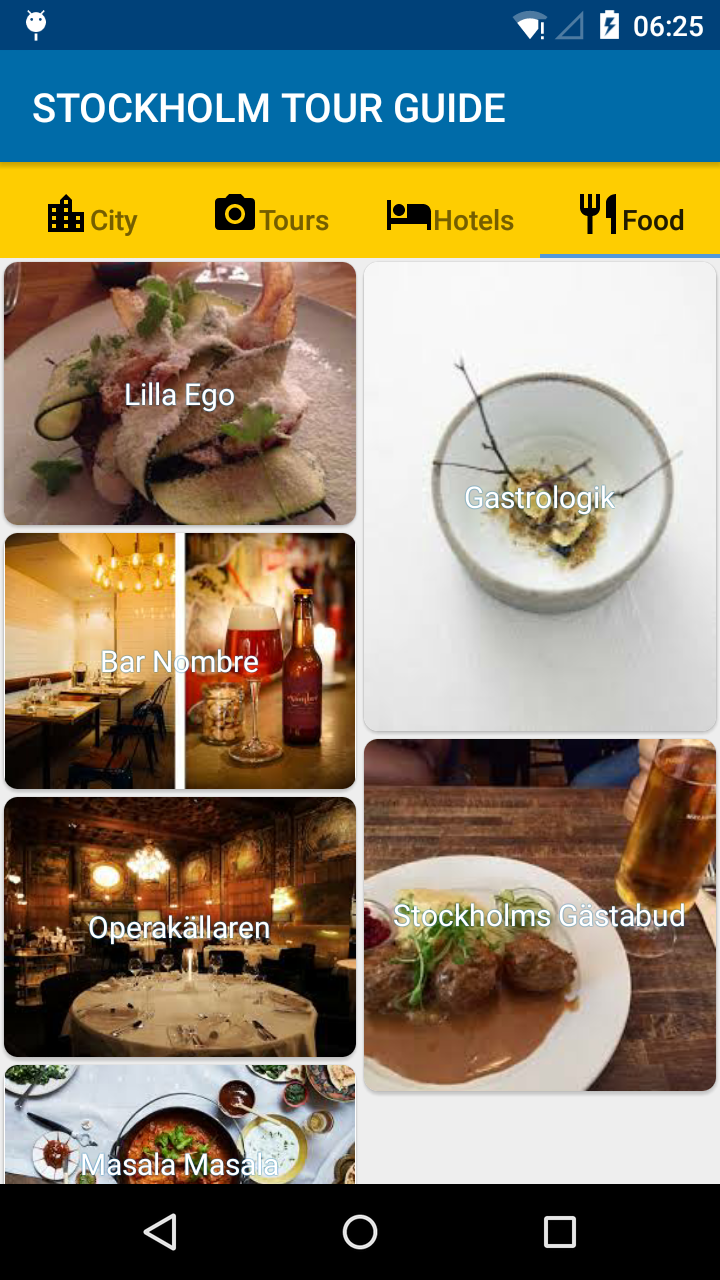 06:25
STOCKHOLM TOUR GUIDE
City
Tours
Hotels
Food
Lilla Ego
Gastrologik
Bar Nombre
Stockholms Gästabud
Operakällaren
Masala Masala